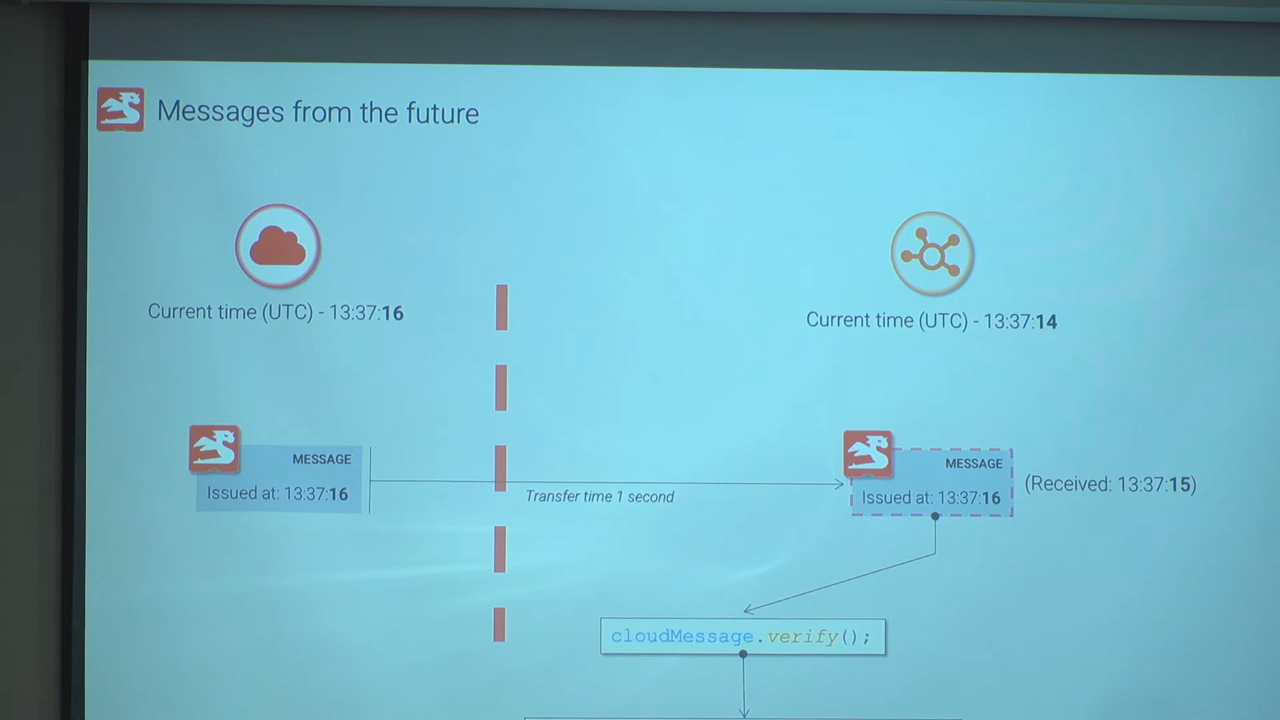 Messages from the future
Current time (UTC) - 13:37:16
Current time (UTC) - 13:37:14
MESSAGE
Issued at: 13:37:16
Transfer time 1 second
MESSAGE
Issued at: 13:37:16
(Received: 13:37:15)
cloudMessage.verify();